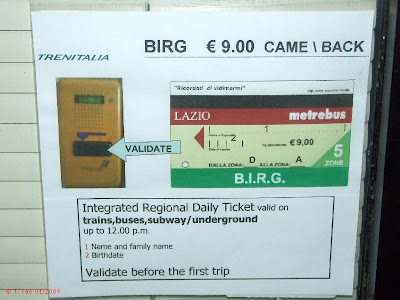 BIRG € 9.00 CAME \ BACK
TRENITALIA
"Ricordati di vidimarmi"
LAZIO metrebus
1 1
1 2
€ 9,00
DALLA ZONA: D A ZONA: A
5
ZONE
B.I.R.G.
VALIDATE
Integrated Regional Daily Ticket valid on
trains,buses,subway/underground
up to 12.00 p.m.
1 Name and family name
2 Birthdate
Validate before the first trip